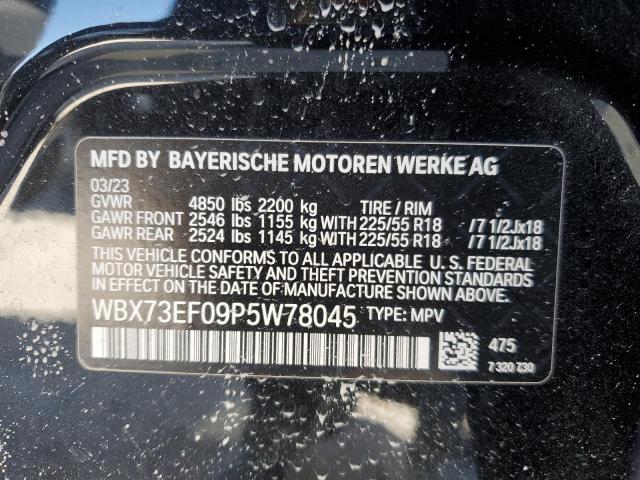 MFD BY BAYERISCHE MOTOREN WERKE AG
03/23
GVWR 4850 lbs 2200 kg TIRE / RIM
GAWR FRONT 2546 lbs 1155 kg WITH 225/55 R18 /7 1/2Jx18
GAWR REAR 2524 lbs 1145 kg WITH 225/55 R18 /7 1/2Jx18
THIS VEHICLE CONFORMS TO ALL APPLICABLE U. S. FEDERAL
MOTOR VEHICLE SAFETY, BUMPER, AND THEFT PREVENTION STANDARDS
IN EFFECT ON THE DATE OF MANUFACTURE SHOWN ABOVE.
WBX73EF09P5W78045 TYPE: MPV
475
7 320 730